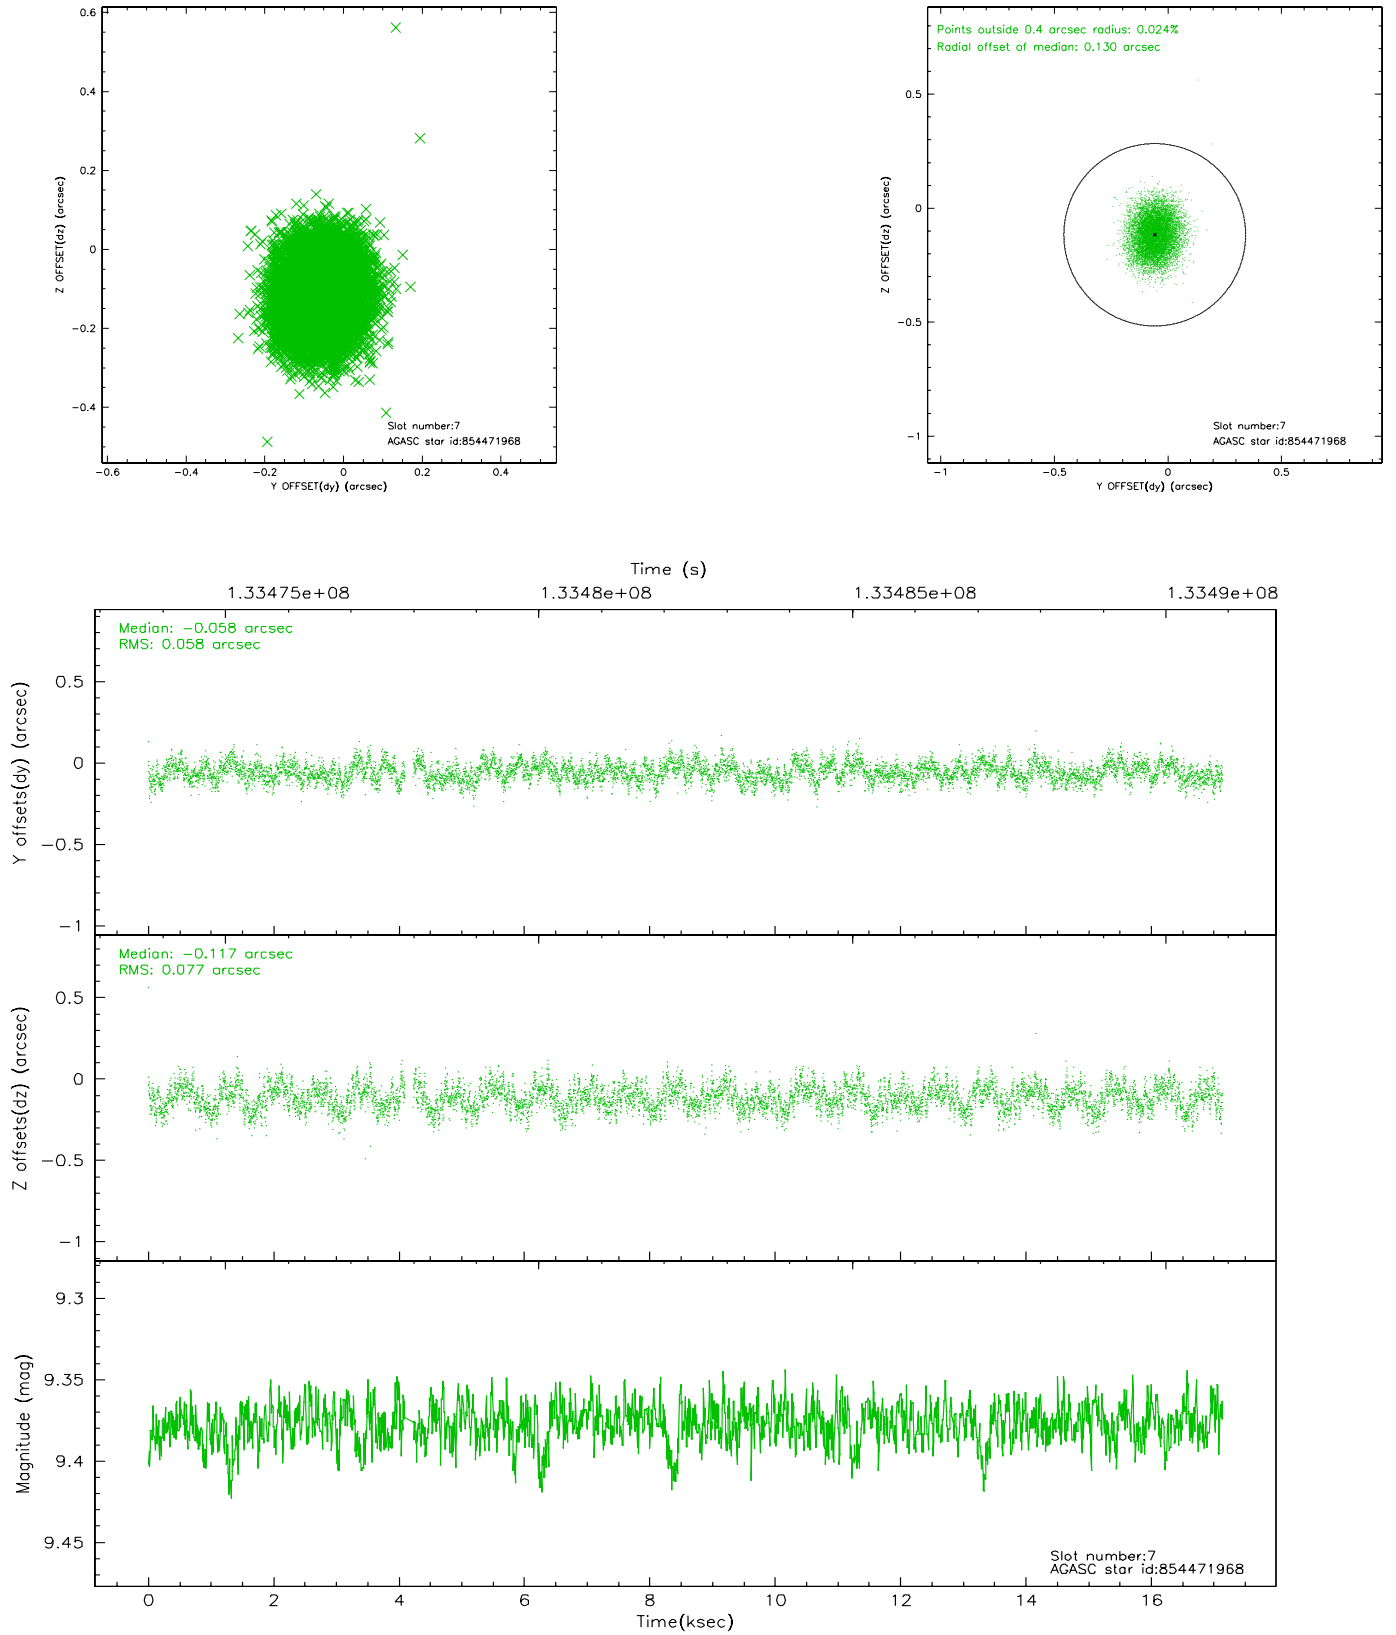 0.6
0.4
0.2
0
−0.2
−0.4
−0.6
−0.4
−0.2
0
0.2
0.4
Z OFFSET(dz) (arcsec)
Y OFFSET(dy) (arcsec)
Slot number:7
AGASC star id:854471968
Points outside 0.4 arcsec radius: 0.024%
Radial offset of median: 0.130 arcsec
0.5
0
−0.5
−1
−1
−0.5
0
0.5
Z OFFSET(dz) (arcsec)
Y OFFSET(dy) (arcsec)
Slot number:7
AGASC star id:854471968
Time (s)
1.33475e+08
1.3348e+08
1.33485e+08
1.3349e+08
Median: −0.058 arcsec
RMS: 0.058 arcsec
0.5
0
−0.5
−1
Y offsets(dy) (arcsec)
Median: −0.117 arcsec
RMS: 0.077 arcsec
0.5
0
−0.5
−1
Z offsets(dz) (arcsec)
9.3
9.35
9.4
9.45
Magnitude (mag)
Slot number:7
AGASC star id:854471968
0
2
4
6
8
10
12
14
16
Time(ksec)